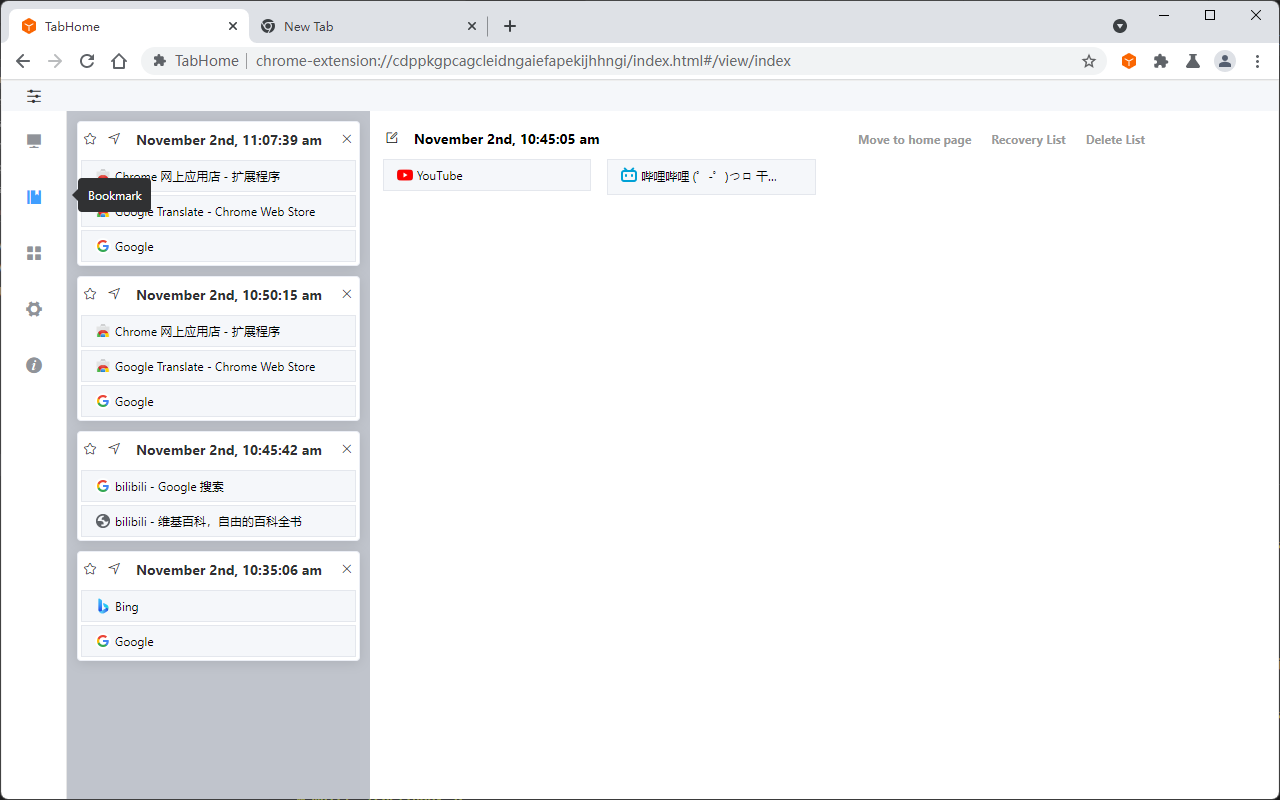 TabHome
New Tab
TabHome | chrome-extension://cdppkgpcagcleidngaiefapekijhhngi/index.html#/view/index
Bookmark
November 2nd, 11:07:39 am
Chrome 网上应用店 - 扩展程序
Google Translate - Chrome Web Store
Google
November 2nd, 10:50:15 am
Chrome 网上应用店 - 扩展程序
Google Translate - Chrome Web Store
Google
November 2nd, 10:45:42 am
bilibili - Google 搜索
bilibili - 维基百科，自由的百科全书
November 2nd, 10:35:06 am
Bing
Google
November 2nd, 10:45:05 am
Move to home page
Recovery List
Delete List
YouTube
哔哩哔哩 (゜-゜)つロ 干...